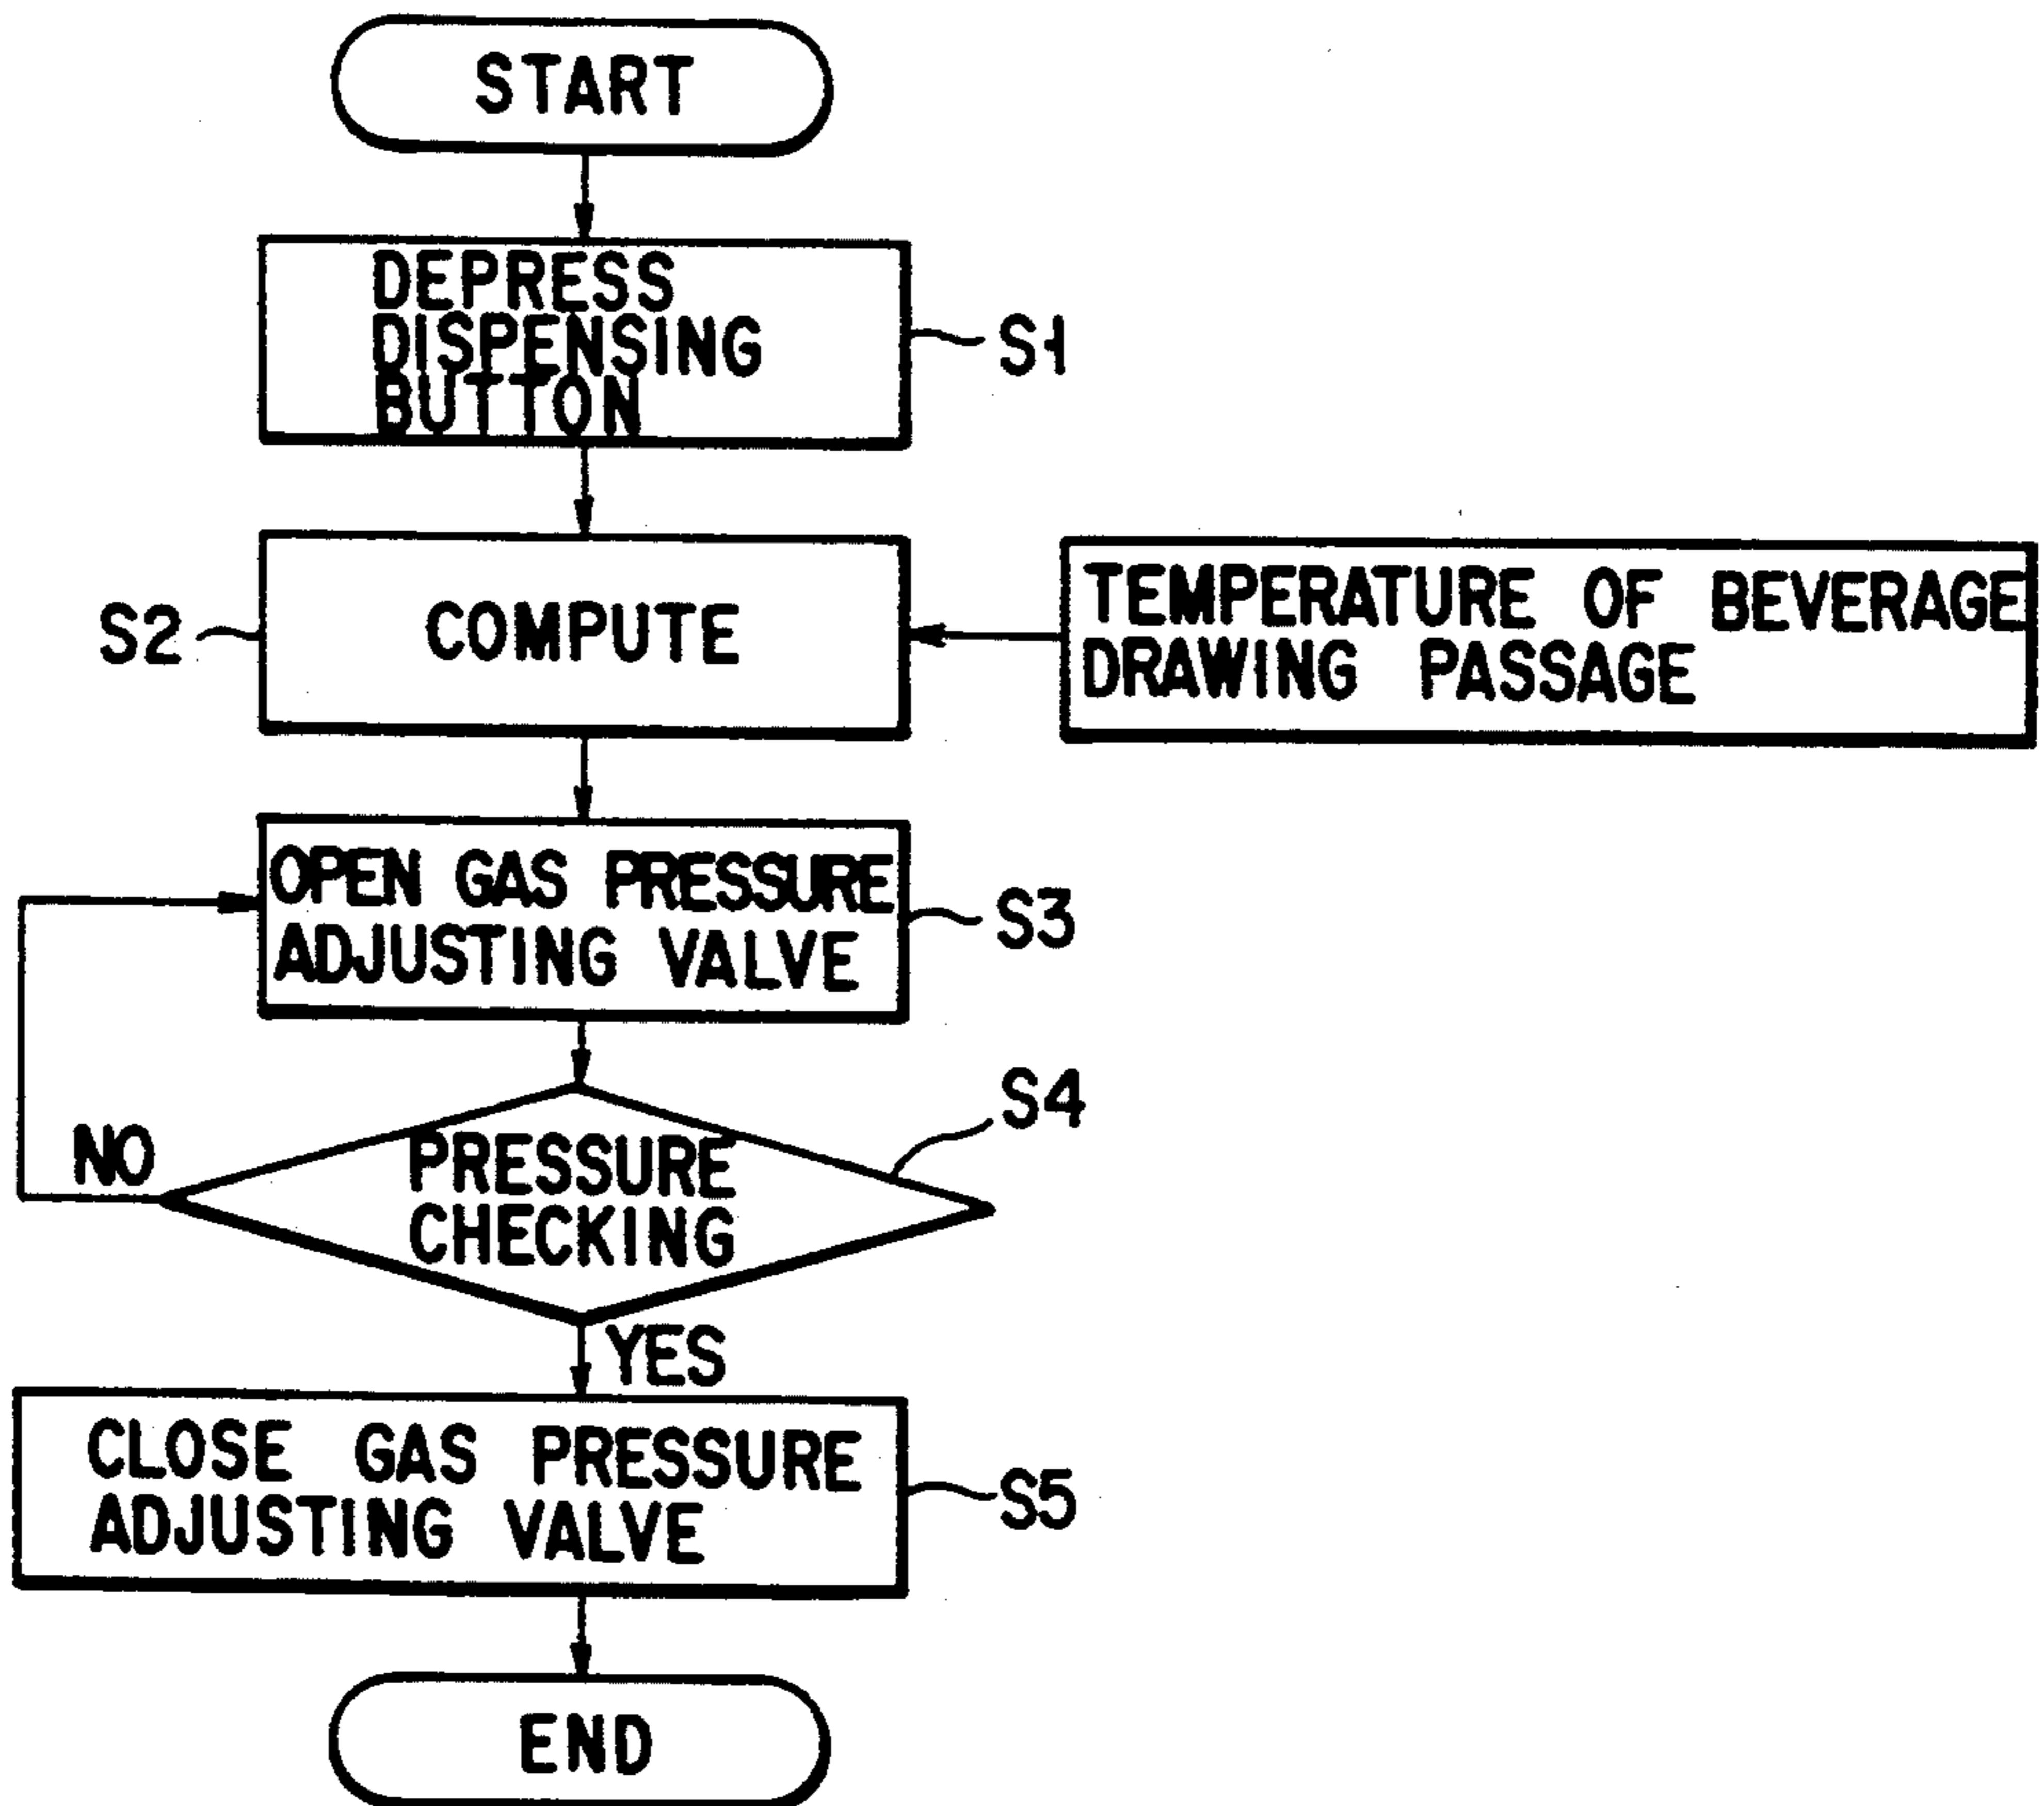 START
DEPRESS
DISPENSING
BUTTON
S1
S2
COMPUTE
TEMPERATURE OF BEVERAGE
DRAWING PASSAGE
OPEN GAS PRESSURE
ADJUSTING VALVE
S3
S4
NO
PRESSURE
CHECKING
YES
CLOSE GAS PRESSURE
ADJUSTING VALVE
S5
END